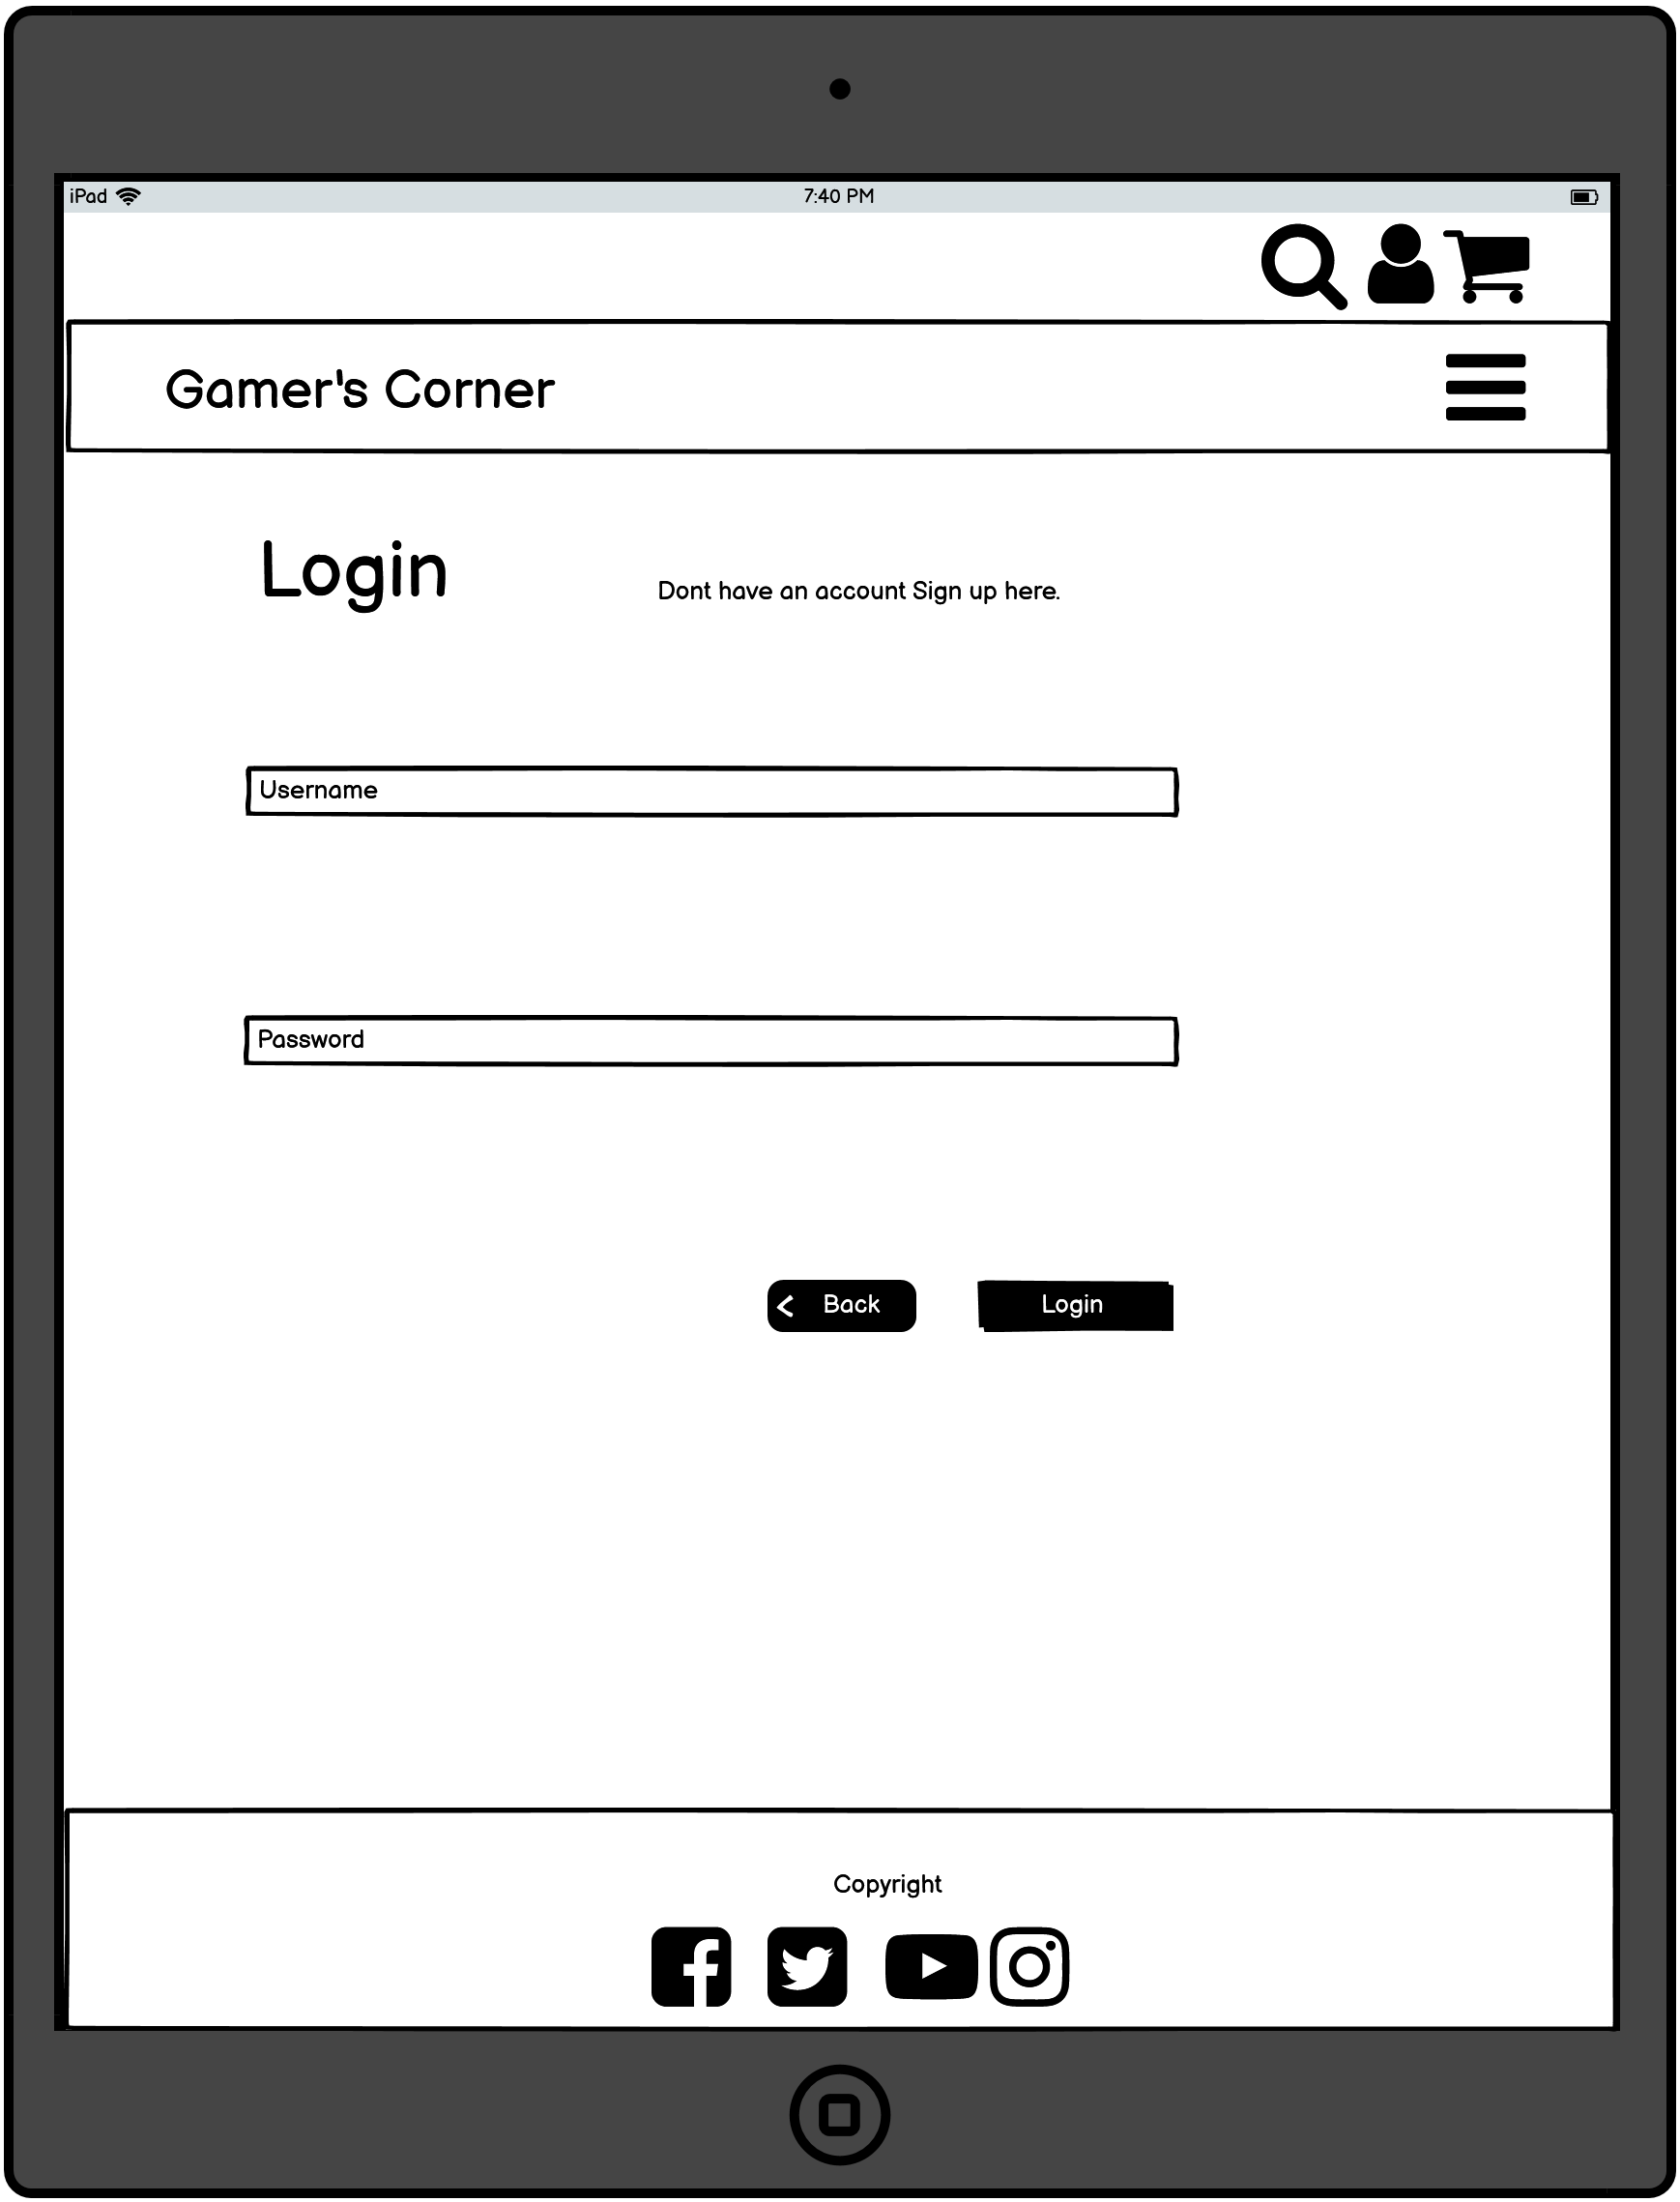 iPad 7:40 PM
Gamer's Corner
Login
Dont have an account Sign up here.
Username
Password
Back
Login
Copyright